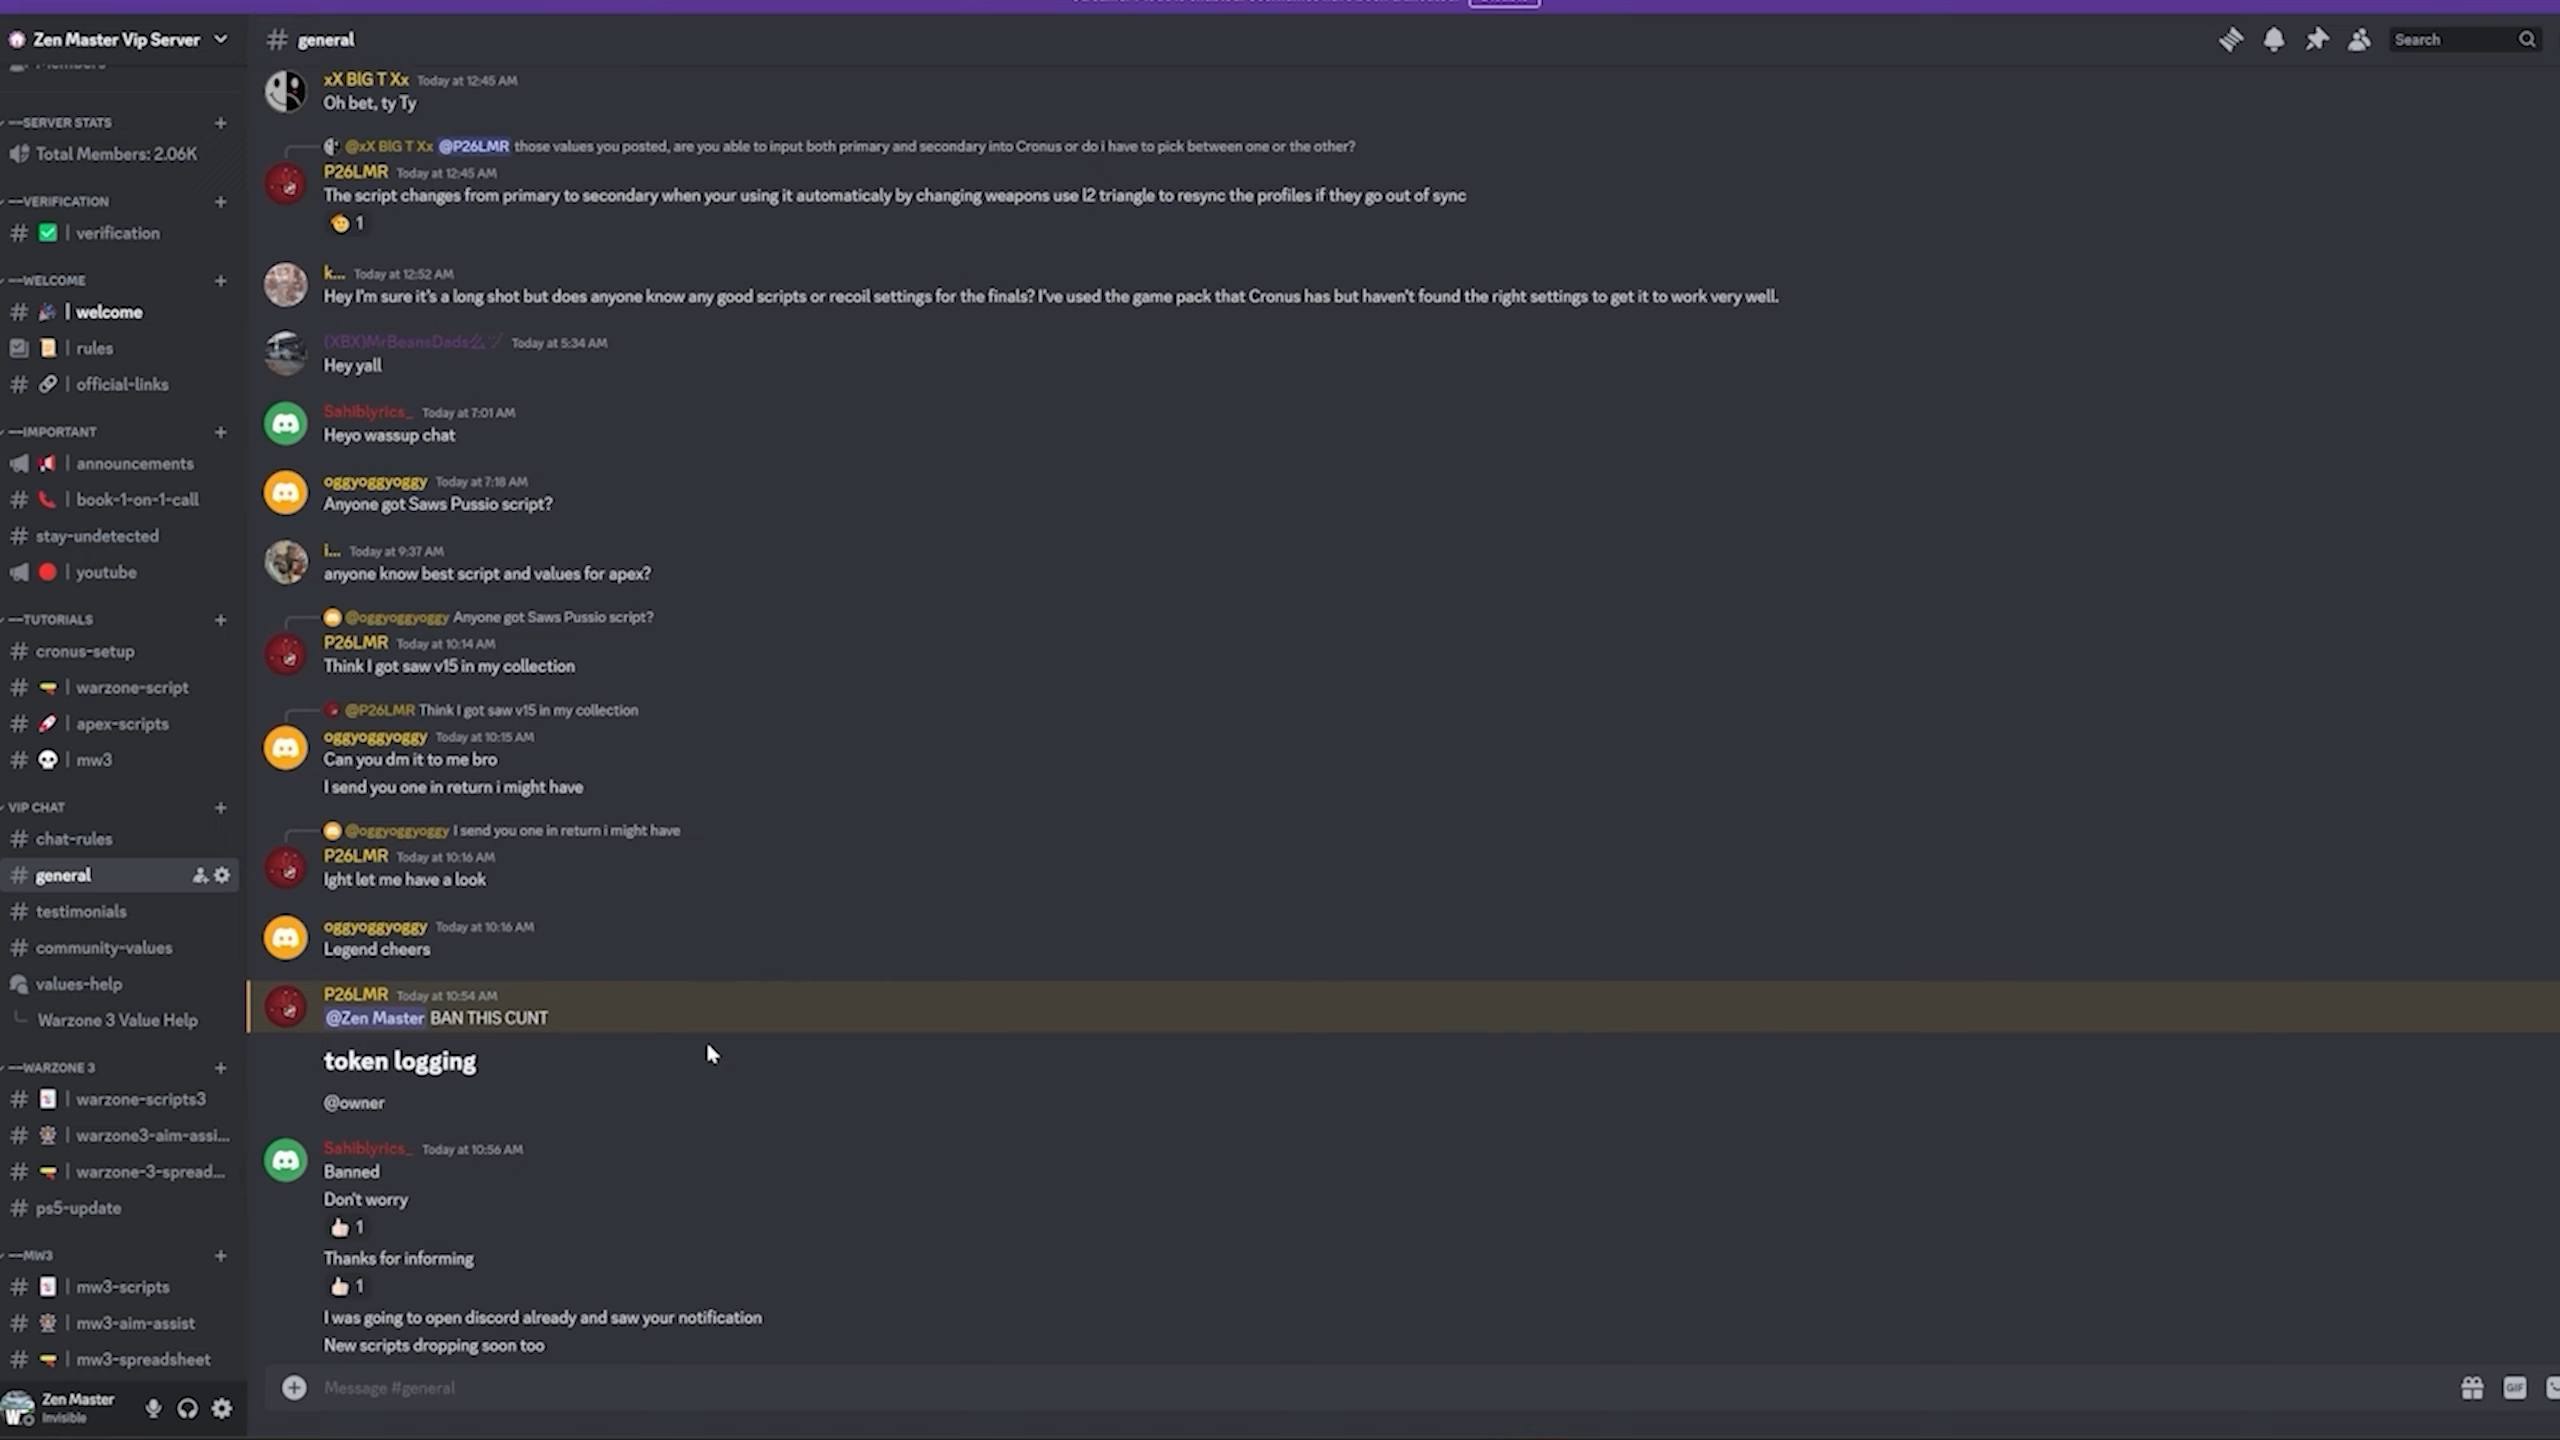 Zen Master Vip Server
Members
—SERVER STATS
Total Members: 2.06K
—VERIFICATION
| verification
—WELCOME
| welcome
| rules
| official-links
—IMPORTANT
| announcements
| book-1-on-1-call
stay-undetected
| youtube
—TUTORIALS
cronus-setup
| warzone-script
| apex-scripts
| mw3
VIP CHAT
chat-rules
general
testimonials
community-values
values-help
Warzone 3 Value Help
—WARZONE 3
| warzone-scripts3
| warzone3-aim-assi...
| warzone-3-spread...
ps5-update
—MW3
| mw3-scripts
| mw3-aim-assist
| mw3-spreadsheet
Zen Master
Invisible
# general
Search
xX BIG T Xx Today at 12:45 AM
Oh bet, ty Ty
@xX BIG T Xx @P26LMR those values you posted, are you able to input both primary and secondary into Cronus or do i have to pick between one or the other?
P26LMR Today at 12:45 AM
The script changes from primary to secondary when your using it automaticaly by changing weapons use l2 triangle to resync the profiles if they go out of sync
1
k... Today at 12:52 AM
Hey I'm sure it's a long shot but does anyone know any good scripts or recoil settings for the finals? I've used the game pack that Cronus has but haven't found the right settings to get it to work very well.
(XBX)MrBeansDads Today at 5:34 AM
Hey yall
Sahiblyrics_ Today at 7:01 AM
Heyo wassup chat
oggyoggyoggy Today at 7:18 AM
Anyone got Saws Pussio script?
i... Today at 9:37 AM
anyone know best script and values for apex?
@oggyoggyoggy Anyone got Saws Pussio script?
P26LMR Today at 10:14 AM
Think I got saw v15 in my collection
@P26LMR Think I got saw v15 in my collection
oggyoggyoggy Today at 10:15 AM
Can you dm it to me bro
I send you one in return i might have
@oggyoggyoggy I send you one in return i might have
P26LMR Today at 10:16 AM
Ight let me have a look
oggyoggyoggy Today at 10:16 AM
Legend cheers
P26LMR Today at 10:54 AM
@Zen Master BAN THIS CUNT
token logging
@owner
Sahiblyrics_ Today at 10:56 AM
Banned
Don't worry
1
Thanks for informing
1
I was going to open discord already and saw your notification
New scripts dropping soon too
Message #general
GIF